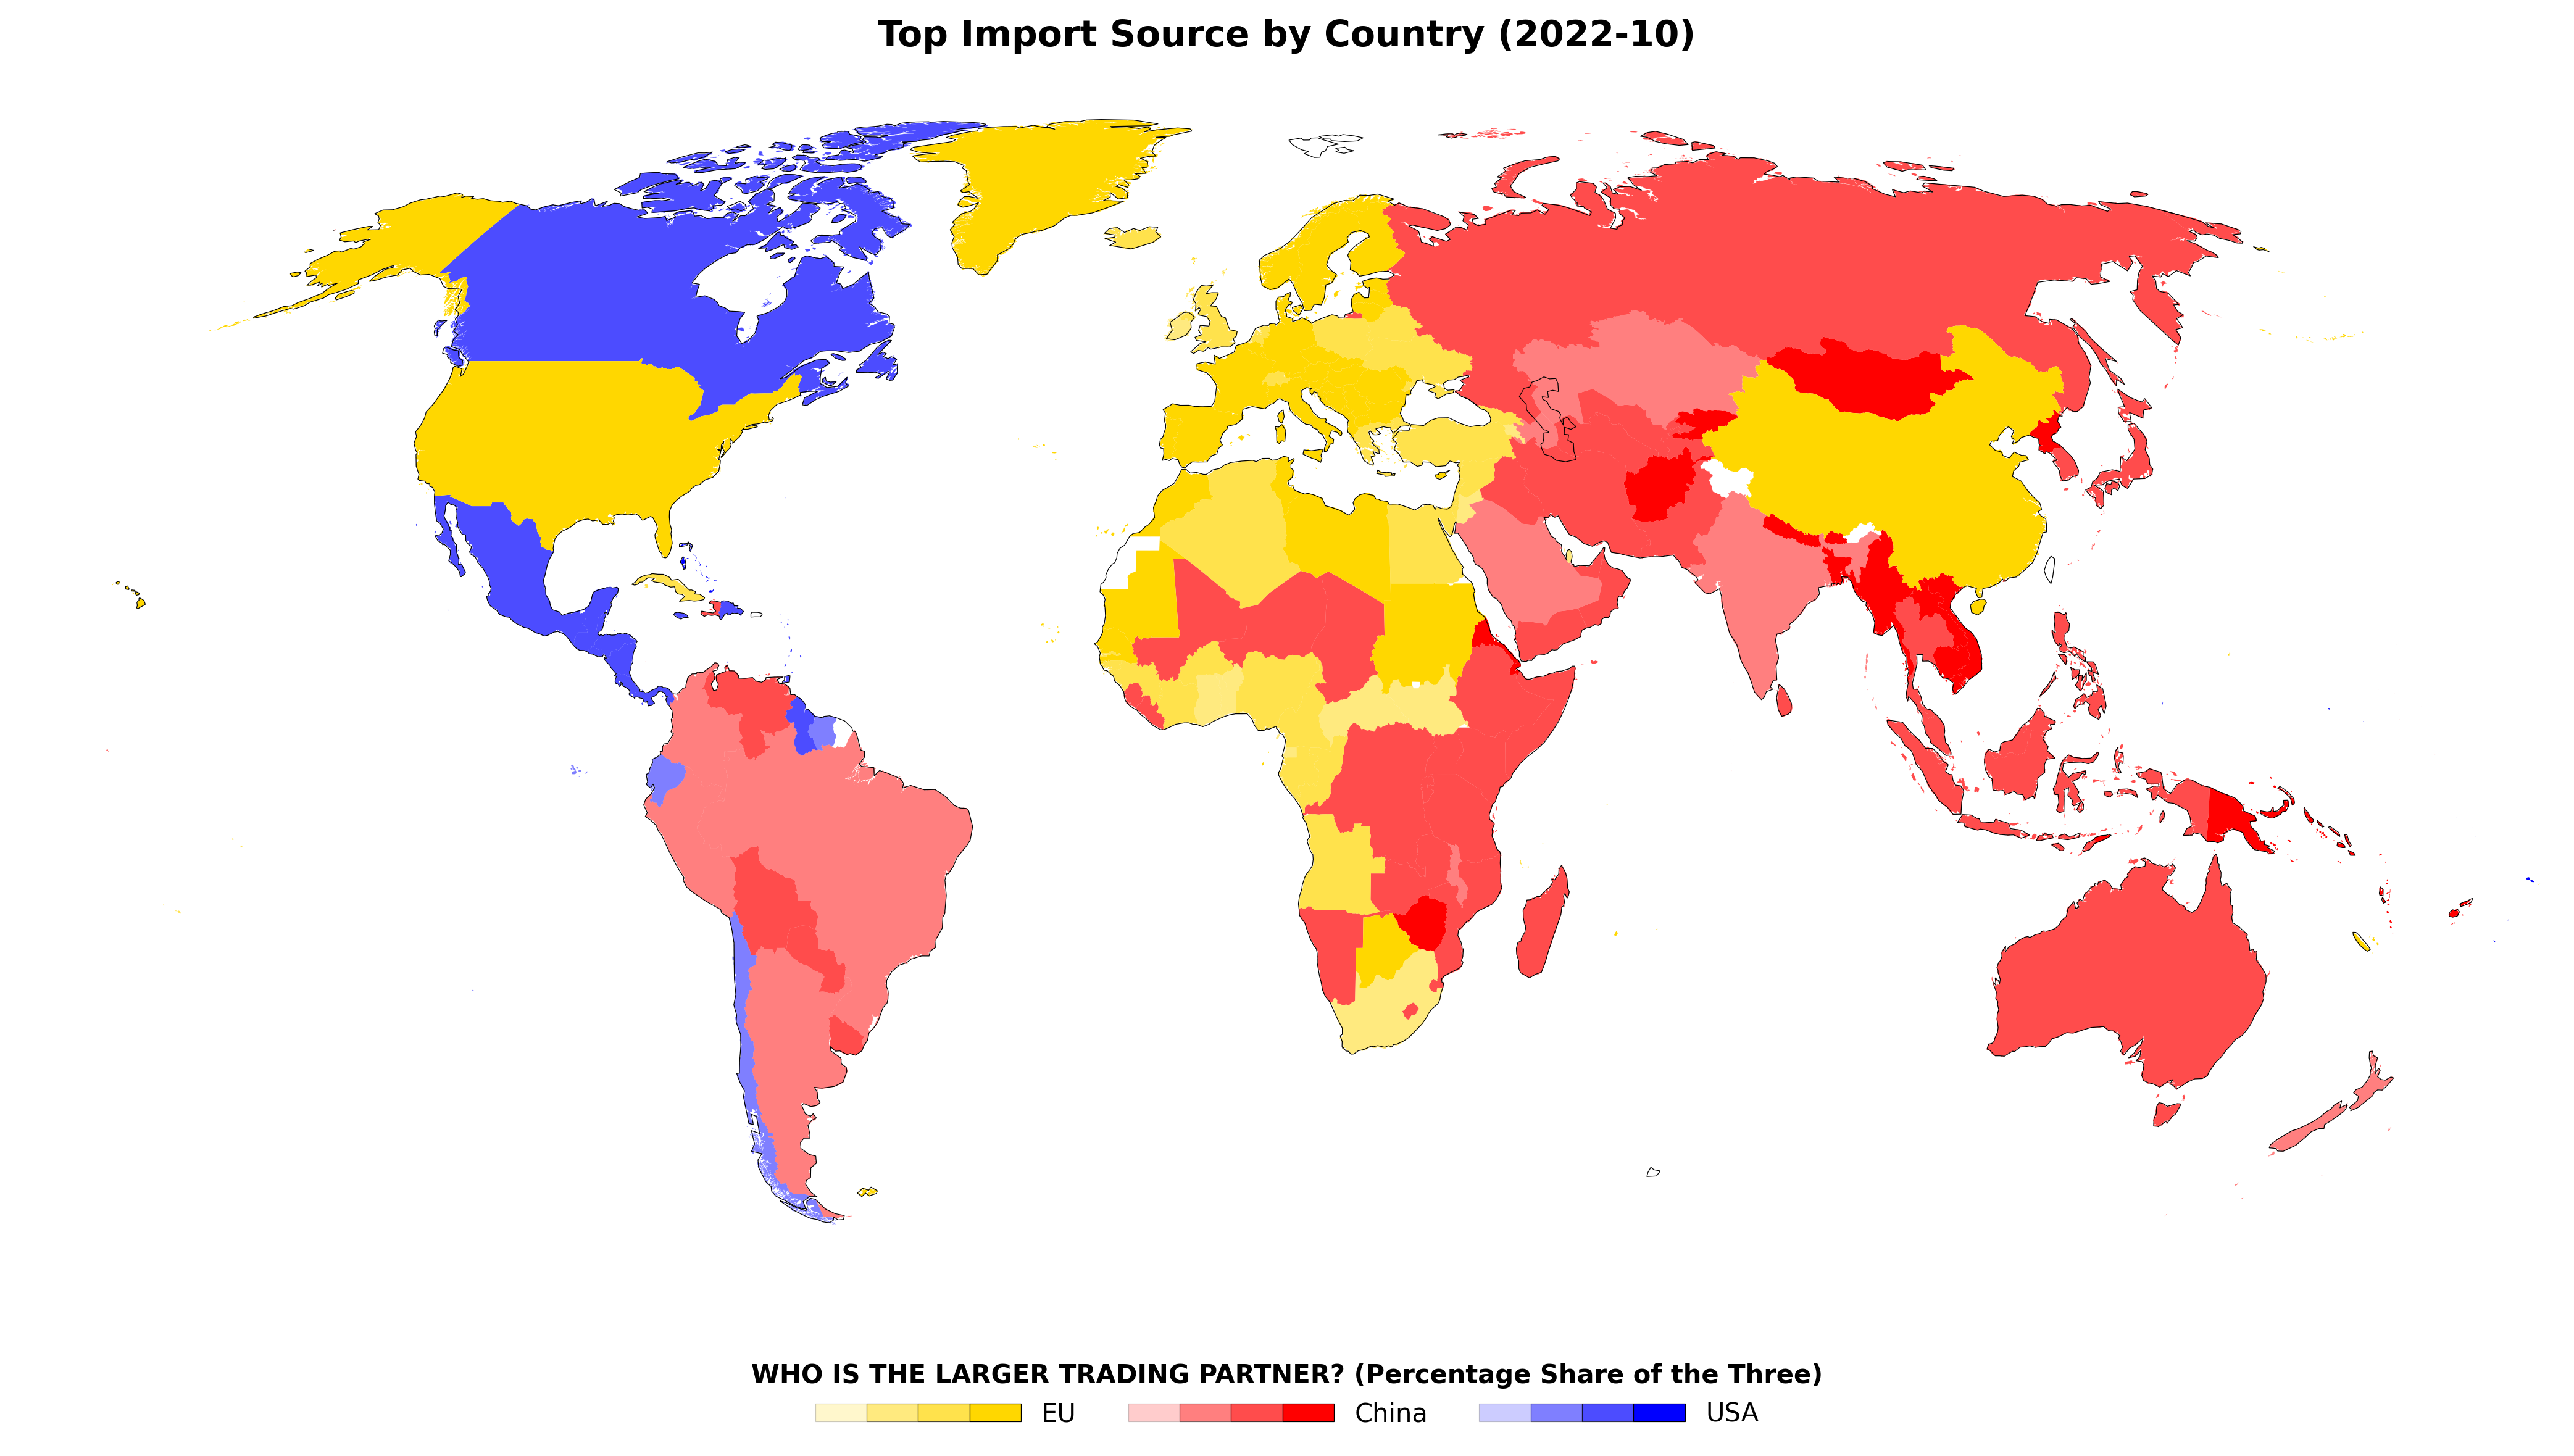 Top Import Source by Country (2022-10)
WHO IS THE LARGER TRADING PARTNER? (Percentage Share of the Three)
EU China USA